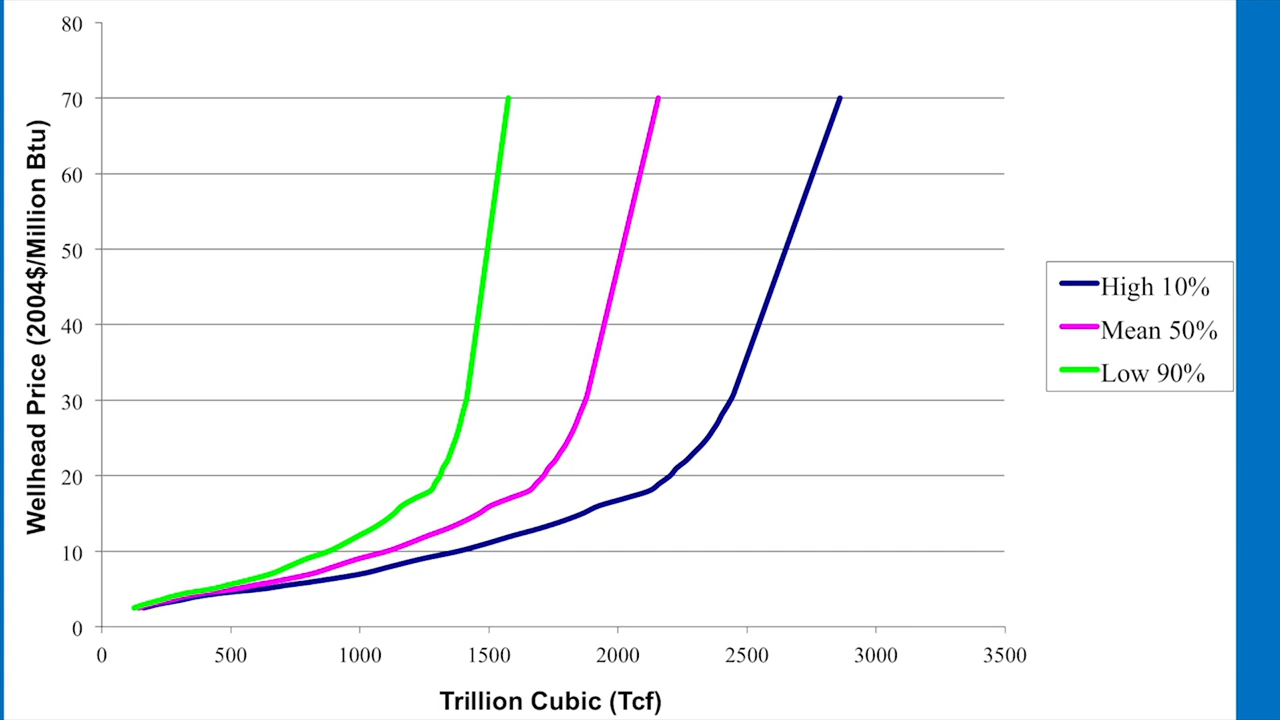 80
70
60
50
40
30
20
10
0
Wellhead Price (2004$/Million Btu)
0 500 1000 1500 2000 2500 3000 3500
Trillion Cubic (Tcf)
High 10%
Mean 50%
Low 90%